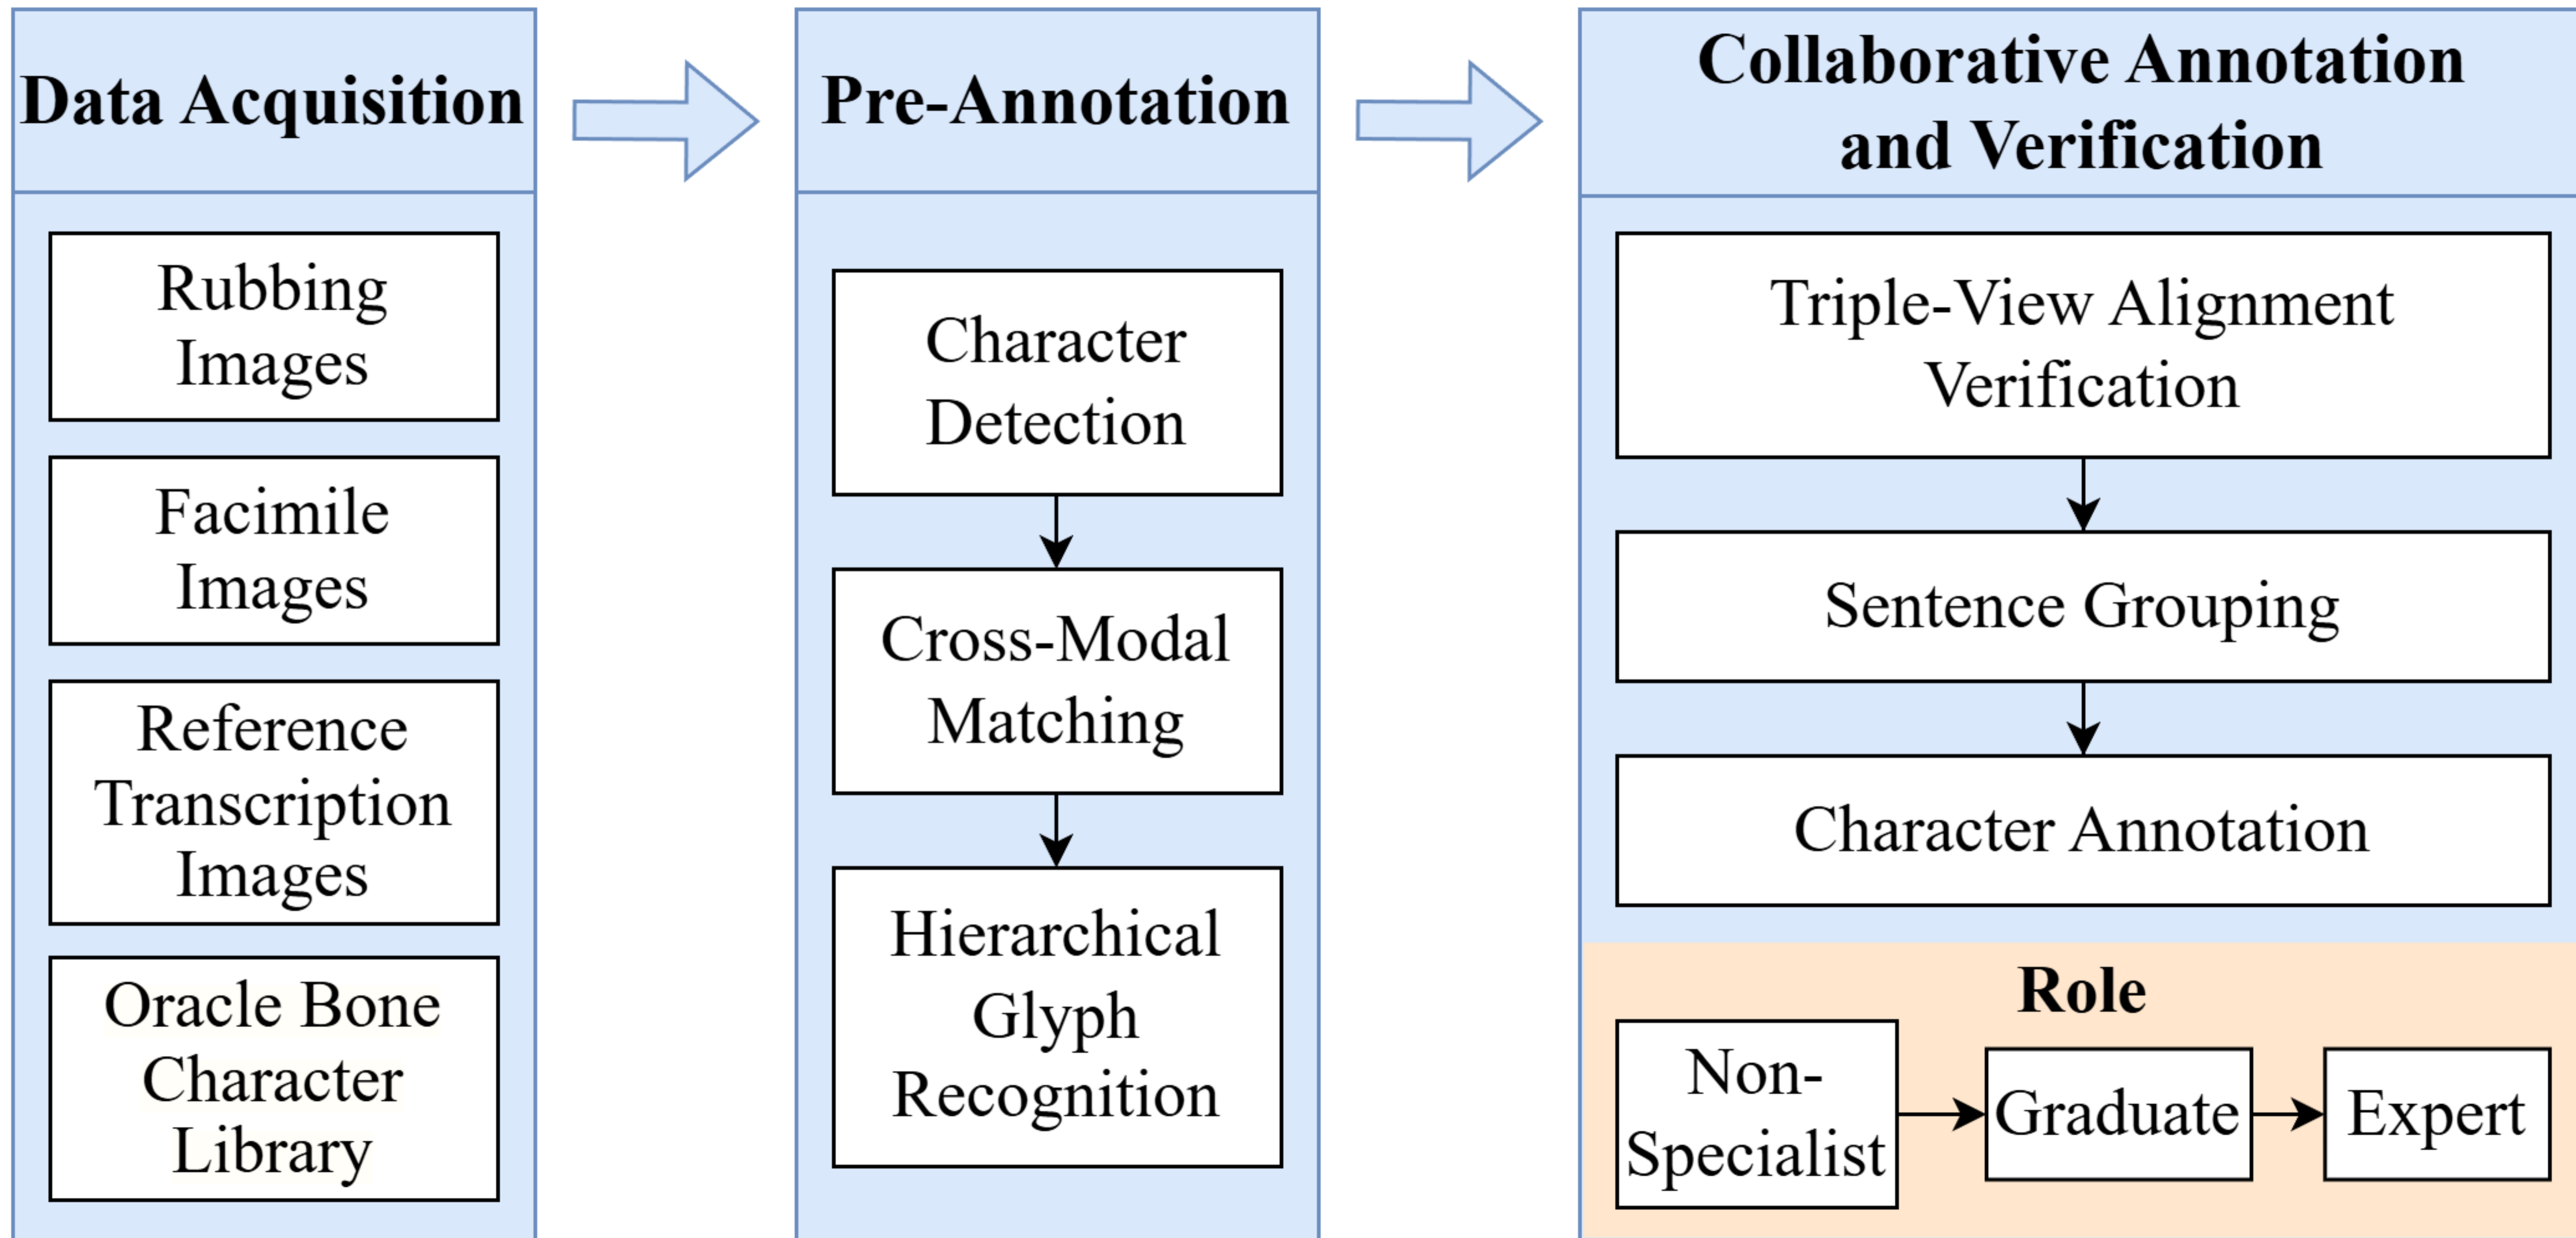 Data Acquisition
Rubbing
Images
Facimile
Images
Reference
Transcription
Images
Oracle Bone
Character
Library
Pre-Annotation
Character
Detection
Cross-Modal
Matching
Hierarchical
Glyph
Recognition
Collaborative Annotation
and Verification
Triple-View Alignment
Verification
Sentence Grouping
Character Annotation
Role
Non-
Specialist
Graduate
Expert